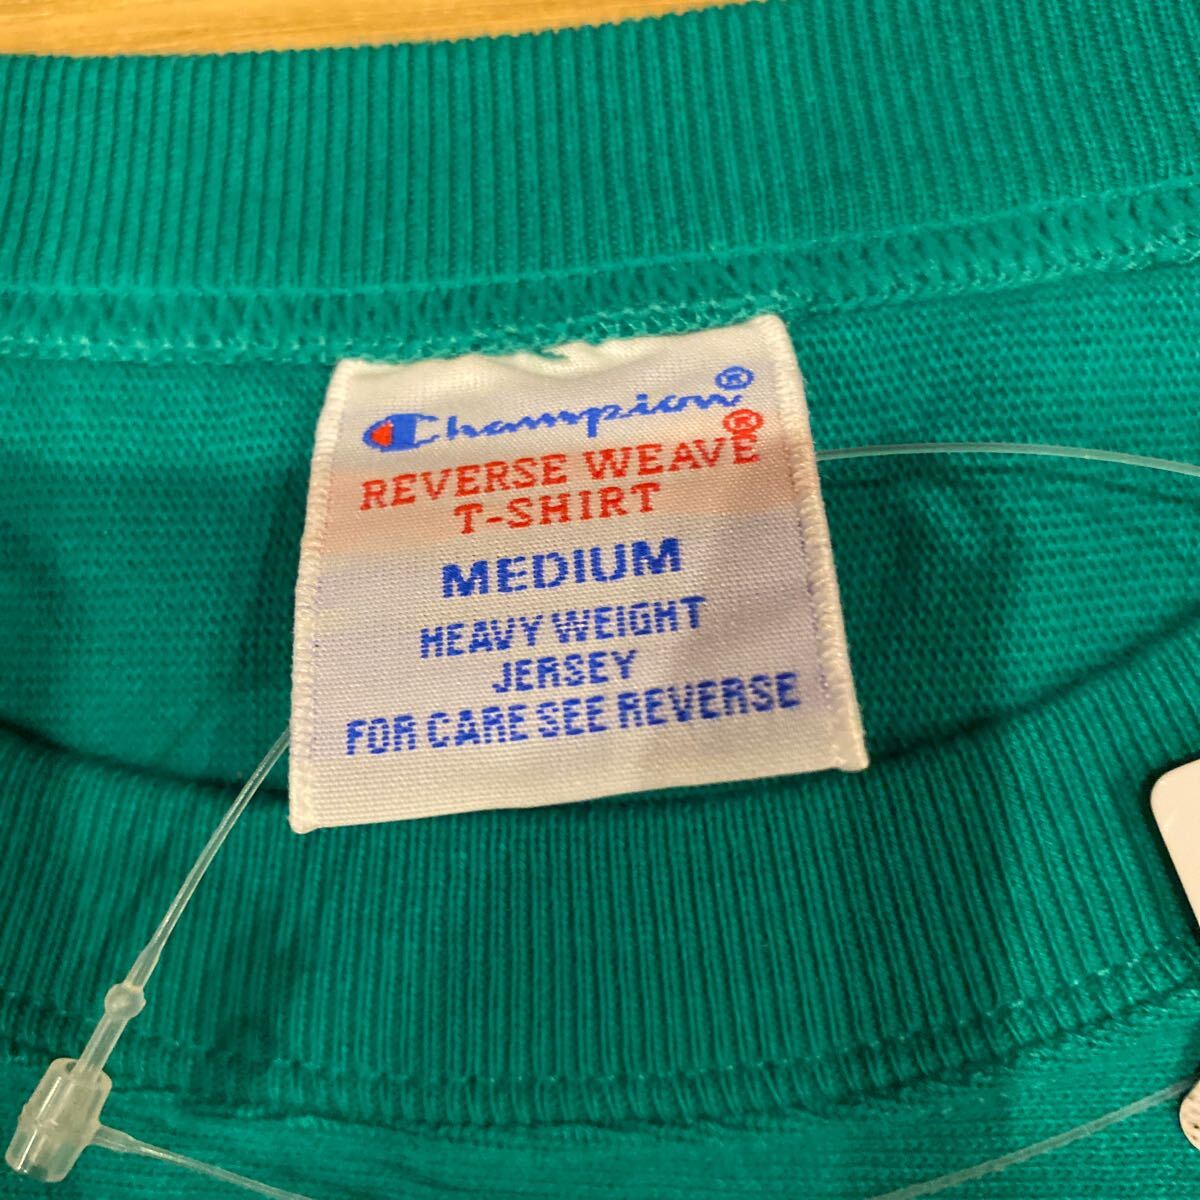 Champion®
REVERSE WEAVE®
T-SHIRT
MEDIUM
HEAVY WEIGHT
JERSEY
FOR CARE SEE REVERSE